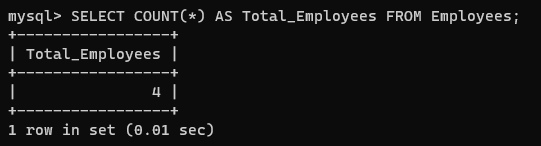 mysql> SELECT COUNT(*) AS Total_Employees FROM Employees;
+-----------------+
| Total_Employees |
+-----------------+
|               4 |
+-----------------+
1 row in set (0.01 sec)